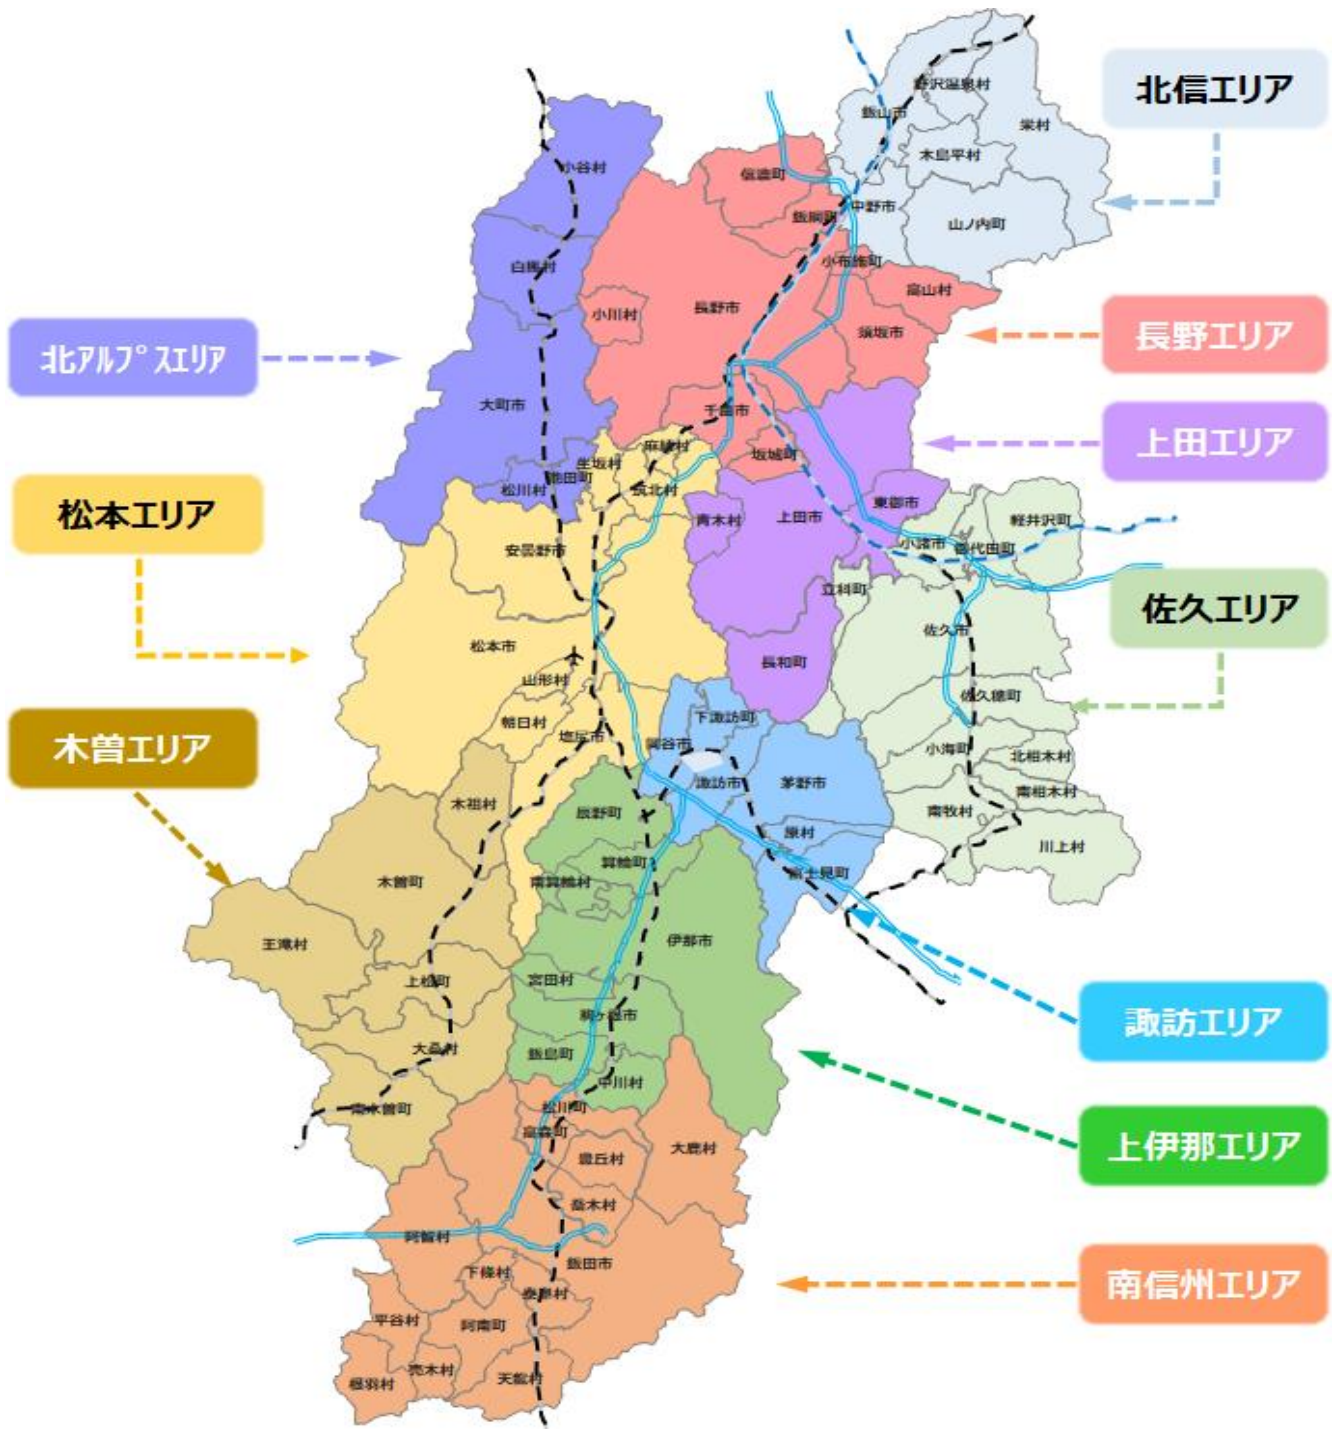 北信エリア
長野エリア
上田エリア
佐久エリア
諏訪エリア
上伊那エリア
南信州エリア
北アルプスエリア
松本エリア
木曽エリア
野沢温泉村
飯山市
栄村
木島平村
中野市
山ノ内町
信濃町
飯綱町
小布施町
高山村
長野市
小川村
須坂市
千曲市
坂城町
小谷村
白馬村
大町市
池田町
松川村
麻績村
生坂村
筑北村
安曇野市
松本市
山形村
朝日村
塩尻市
青木村
上田市
東御市
長和町
小諸市
御代田町
軽井沢町
立科町
佐久市
佐久穂町
小海町
北相木村
南相木村
南牧村
川上村
下諏訪町
岡谷市
諏訪市
茅野市
原村
富士見町
木祖村
木曽町
王滝村
上松町
大桑村
南木曽町
辰野町
箕輪町
南箕輪村
伊那市
宮田村
駒ヶ根市
飯島町
中川村
松川町
高森町
豊丘村
大鹿村
喬木村
阿智村
飯田市
下條村
泰阜村
平谷村
阿南町
売木村
根羽村
天龍村